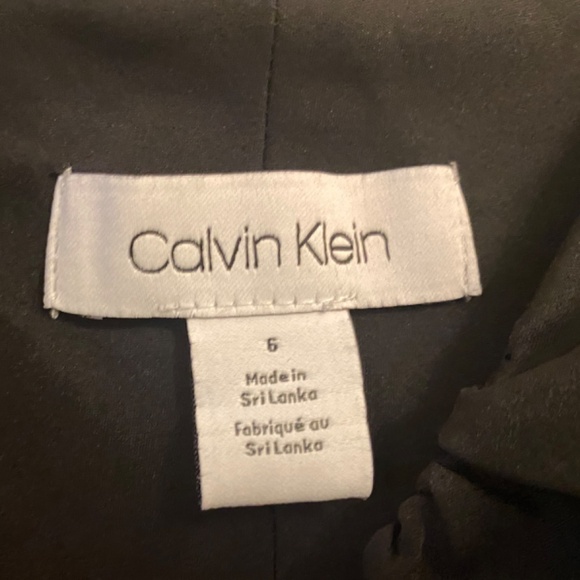 Calvin Klein
6
Made in
Sri Lanka
Fabriqué au
Sri Lanka